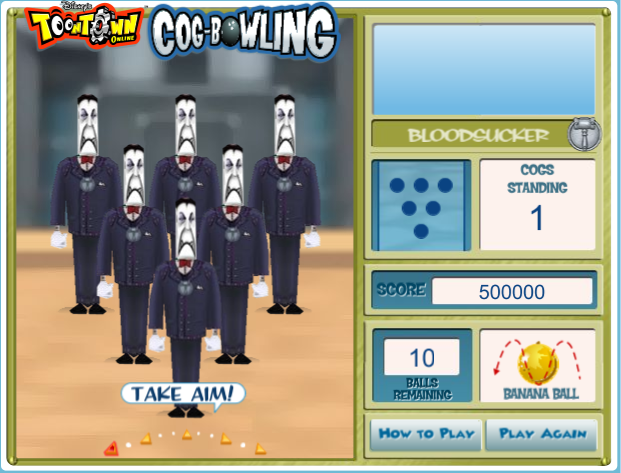 Disney's
TOONTOWN
ONLINE
COG-BOWLING
BLOODSUCKER
COGS
STANDING
1
SCORE 500000
10
BALLS
REMAINING
BANANA BALL
TAKE AIM!
HOW TO PLAY
PLAY AGAIN